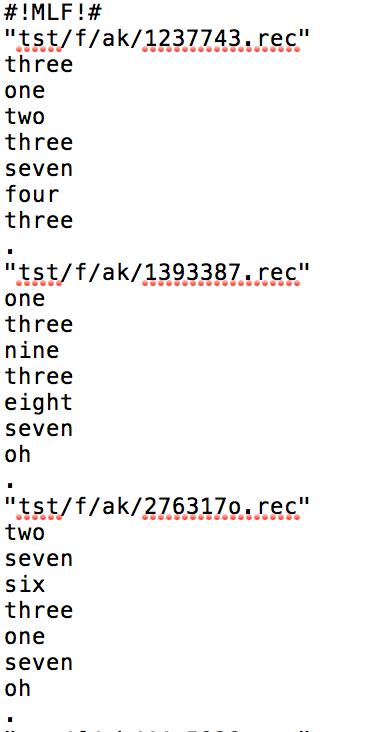 #!MLF!#
"tst/f/ak/1237743.rec"
three
one
two
three
seven
four
three
.
"tst/f/ak/1393387.rec"
one
three
nine
three
eight
seven
oh
.
"tst/f/ak/276317o.rec"
two
seven
six
three
one
seven
oh
.